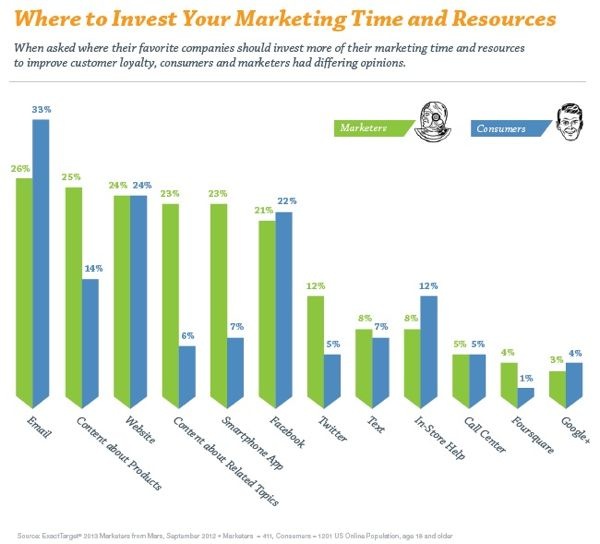 Where to Invest Your Marketing Time and Resources
When asked where their favorite companies should invest more of their marketing time and resources
to improve customer loyalty, consumers and marketers had differing opinions.
Marketers
Consumers
26% 33%
25% 14%
24% 24%
23% 6%
23% 7%
21% 22%
12% 5%
8% 7%
8% 12%
5% 5%
4% 1%
3% 4%
Email
Content about Products
Website
Content about Related Topics
Smartphone App
Facebook
Twitter
Text
In-Store Help
Call Center
Foursquare
Google+
Source: ExactTarget® 2013 Marketers from Mars, September 2012 • Marketers = 411, Consumers = 1201 US Online Population, age 18 and older